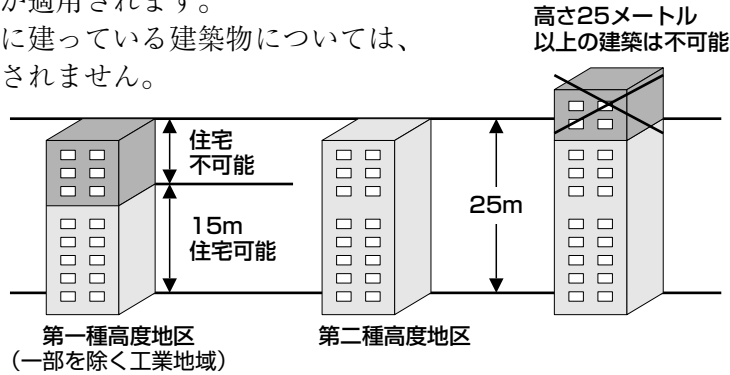 が適用されます。
に建っている建築物については、
されません。
高さ25メートル
以上の建築は不可能
住宅
不可能
15m
住宅可能
25m
第一種高度地区
（一部を除く工業地域）
第二種高度地区